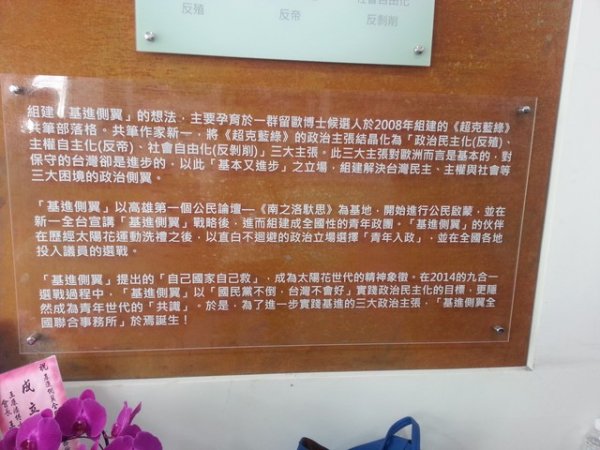 反殖
反帝
社會自由化
反剝削
組建「基進側翼」的想法，主要孕育於一群留歐博士候選人於2008年組建的《超克藍綠》
共筆部落格。共筆作家新一，將《超克藍綠》的政治主張結晶化為「政治民主化(反殖)、
主權自主化(反帝)、社會自由化(反剝削)」三大主張。此三大主張對歐洲而言是基本的，對
保守的台灣卻是進步的，以此「基本又進步」之立場，組建解決台灣民主、主權與社會等
三大困境的政治側翼。
「基進側翼」以高雄第一個公民論壇—《南之洛馱思》為基地，開始進行公民啟蒙，並在
新一全台宣講「基進側翼」戰略後，進而組建成全國性的青年政團。「基進側翼」的伙伴
在歷經太陽花運動洗禮之後，以直白不迴避的政治立場選擇「青年入政」，並在全國各地
投入議員的選戰。
「基進側翼」提出的「自己國家自己救」，成為太陽花世代的精神象徵。在2014的九合一
選戰過程中，「基進側翼」以「國民黨不倒，台灣不會好」實踐政治民主化的目標，更隱
然成為青年世代的「共識」。於是，為了進一步實踐基進的三大政治主張，「基進側翼全
國聯合事務所」於焉誕生！
祝 基進側翼
成立